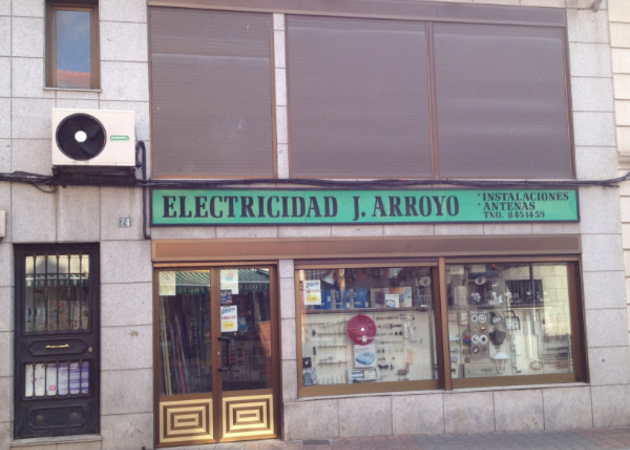 ELECTRICIDAD J. ARROYO
*INSTALACIONES
*ANTENAS
TNO. 8451459
24